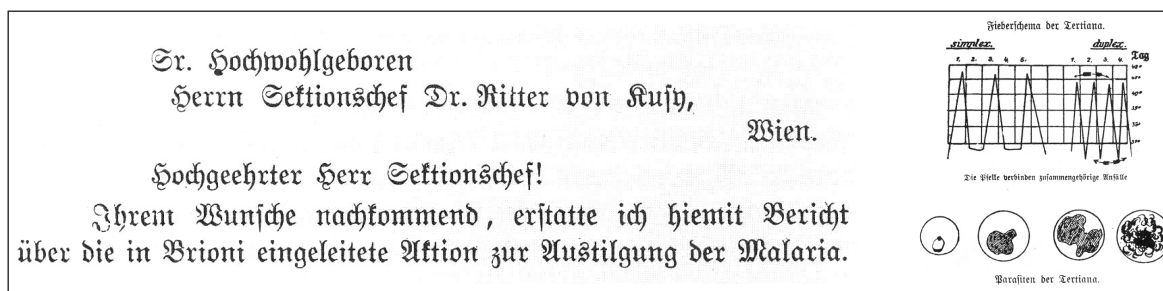 Sr. Hochwohlgeboren
Herrn Sektionschef Dr. Ritter von Kusy,
Wien.
Hochgeehrter Herr Sektionschef!
Ihrem Wunsche nachkommend, erstatte ich hiemit Bericht
über die in Brioni eingeleitete Aktion zur Austilgung der Malaria.
Fieberschema der Tertiana.
simplex. duplex.
Tag
1. 2. 3. 4. 5. 1. 2. 3. 4.
Die Pfeile verbinden zusammengehörige Anfälle
Parasiten der Tertiana.